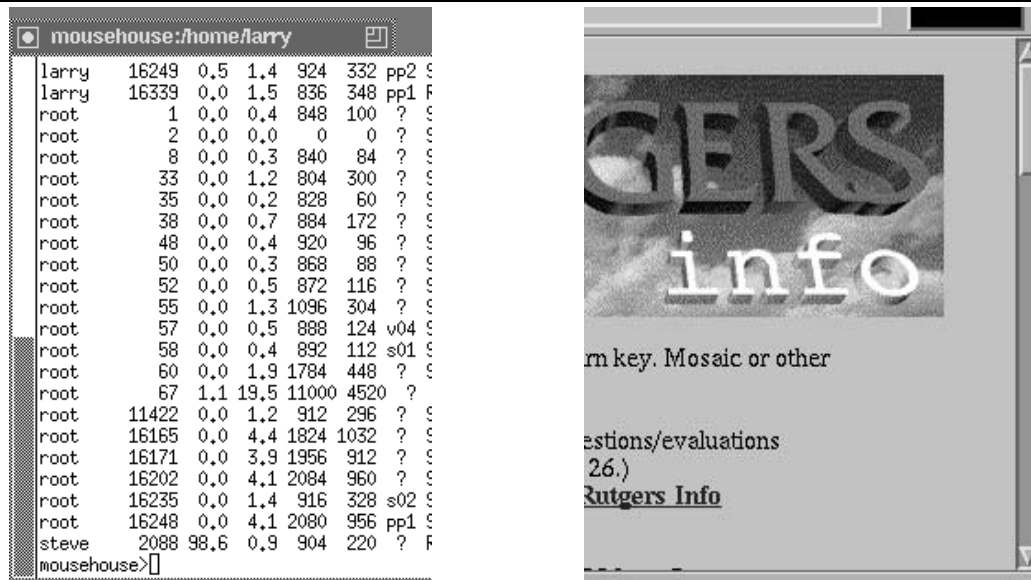 mousehouse:/home/larry
larry 16249 0.5 1.4 924 332 pp2 S
larry 16339 0.0 1.5 836 348 pp1 R
root 1 0.0 0.4 848 100 ? S
root 2 0.0 0.0 0 0 ? S
root 8 0.0 0.3 840 84 ? S
root 33 0.0 1.2 804 300 ? S
root 35 0.0 0.2 828 60 ? S
root 38 0.0 0.7 884 172 ? S
root 48 0.0 0.4 920 96 ? S
root 50 0.0 0.3 868 88 ? S
root 52 0.0 0.5 872 116 ? S
root 55 0.0 1.3 1096 304 ? S
root 57 0.0 0.5 888 124 v04 S
root 58 0.0 0.4 892 112 s01 S
root 60 0.0 1.9 1784 448 ? S
root 67 1.1 19.5 11000 4520 ?
root 11422 0.0 1.2 912 296 ? S
root 16165 0.0 4.4 1824 1032 ? S
root 16171 0.0 3.9 1956 912 ? S
root 16202 0.0 4.1 2084 960 ? S
root 16235 0.0 1.4 916 328 s02 S
root 16248 0.0 4.1 2080 956 pp1 S
steve 2088 98.6 0.9 904 220 ? R
mousehouse>
GERS
info
rn key. Mosaic or other
estions/evaluations
26.)
Rutgers Info